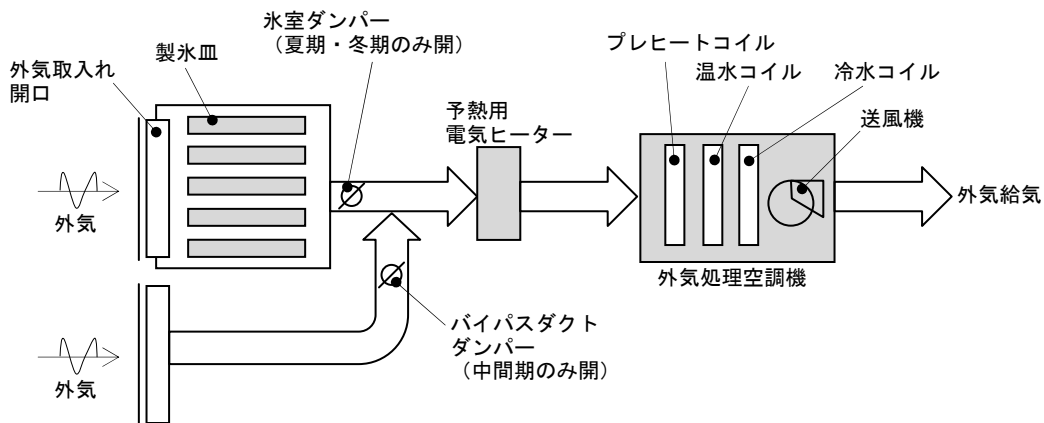 氷室ダンパー
（夏期・冬期のみ開）
製氷皿
外気取入れ
開口
予熱用
電気ヒーター
プレヒートコイル
温水コイル
冷水コイル
送風機
外気
外気給気
外気処理空調機
バイパスダクト
ダンパー
（中間期のみ開）
外気